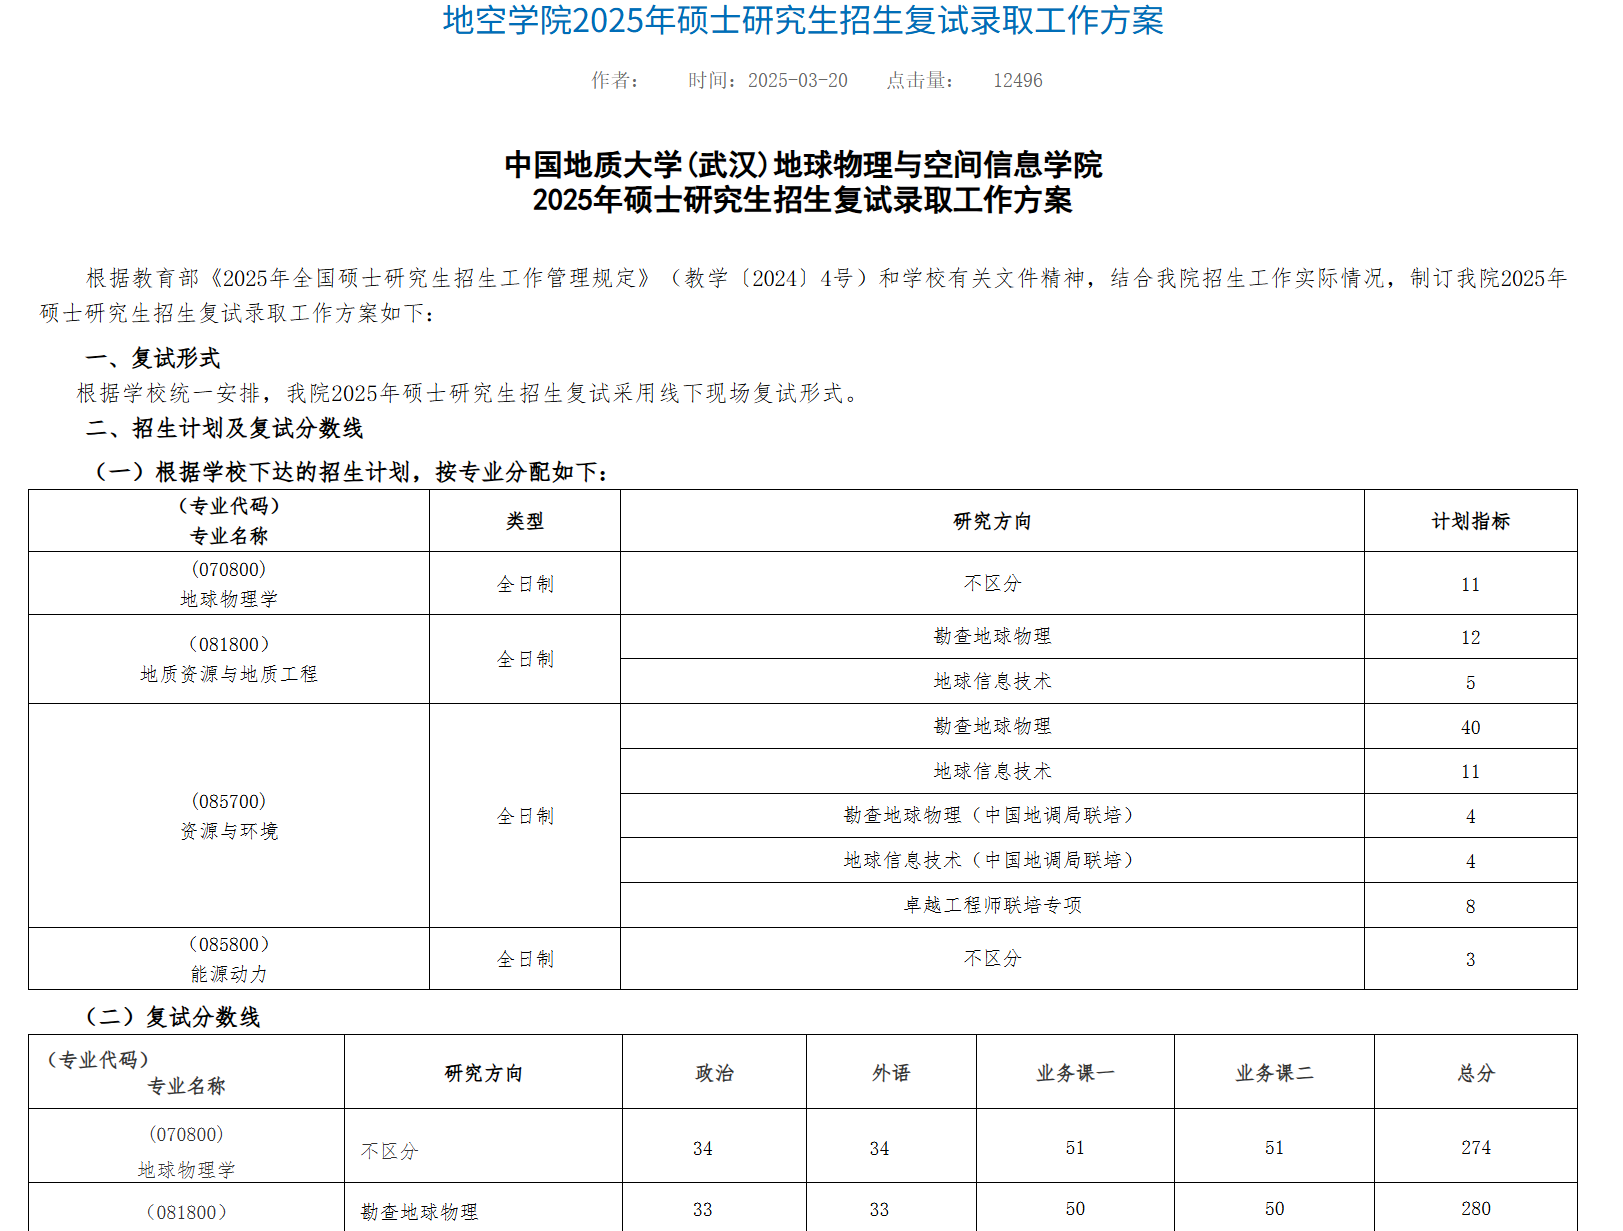 地空学院2025年硕士研究生招生复试录取工作方案
作者： 时间：2025-03-20 点击量： 12496
中国地质大学(武汉)地球物理与空间信息学院
2025年硕士研究生招生复试录取工作方案
根据教育部《2025年全国硕士研究生招生工作管理规定》（教学〔2024〕4号）和学校有关文件精神，结合我院招生工作实际情况，制订我院2025年
硕士研究生招生复试录取工作方案如下：
一、复试形式
根据学校统一安排，我院2025年硕士研究生招生复试采用线下现场复试形式。
二、招生计划及复试分数线
（一）根据学校下达的招生计划，按专业分配如下：
（专业代码）
专业名称 类型 研究方向 计划指标
(070800)
地球物理学 全日制 不区分 11
（081800）
地质资源与地质工程 全日制 勘查地球物理 12
地球信息技术 5
(085700)
资源与环境 全日制 勘查地球物理 40
地球信息技术 11
勘查地球物理（中国地调局联培） 4
地球信息技术（中国地调局联培） 4
卓越工程师联培专项 8
（085800）
能源动力 全日制 不区分 3
（二）复试分数线
（专业代码）
专业名称 研究方向 政治 外语 业务课一 业务课二 总分
(070800)
地球物理学 不区分 34 34 51 51 274
（081800） 勘查地球物理 33 33 50 50 280